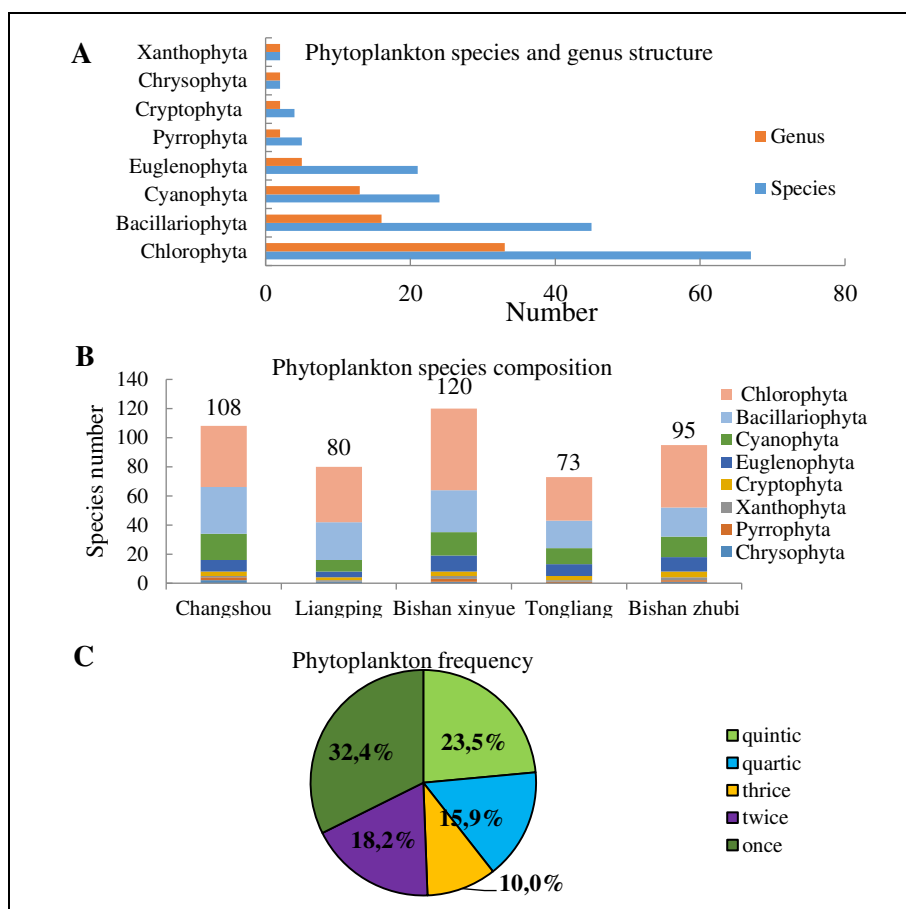 A
Phytoplankton species and genus structure
Xanthophyta
Chrysophyta
Cryptophyta
Pyrrophyta
Euglenophyta
Cyanophyta
Bacillariophyta
Chlorophyta
Genus
Species
0 20 40 60 80
Number
B
Phytoplankton species composition
Species number
140
120
100
80
60
40
20
0
108
80
120
73
95
Changshou Liangping Bishan xinyue Tongliang Bishan zhubi
Chlorophyta
Bacillariophyta
Cyanophyta
Euglenophyta
Cryptophyta
Xanthophyta
Pyrrophyta
Chrysophyta
C
Phytoplankton frequency
32,4%
23,5%
15,9%
18,2%
10,0%
quintic
quartic
thrice
twice
once